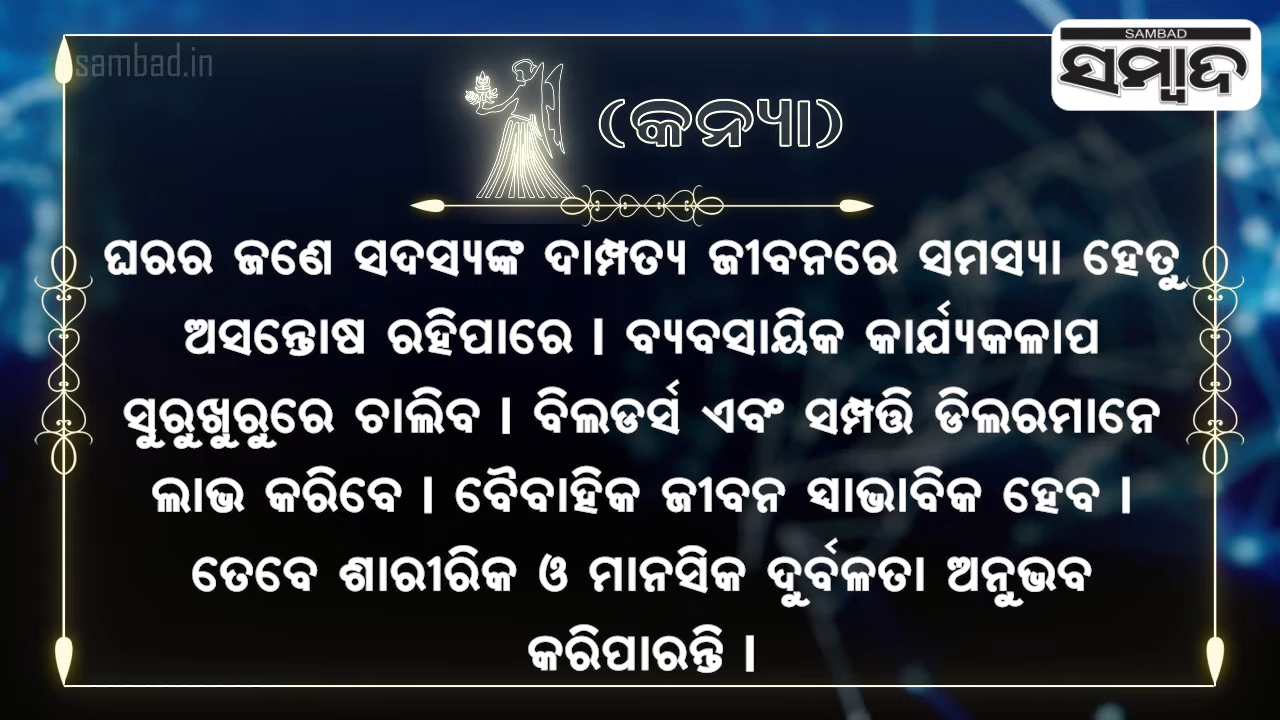 sambad.in
SAMBAD
ସମ୍ବାଦ
(କନ୍ୟା)
ଘରର ଜଣେ ସଦସ୍ୟଙ୍କ ଦାମ୍ପତ୍ୟ ଜୀବନରେ ସମସ୍ୟା ହେତୁ
ଅସନ୍ତୋଷ ରହିପାରେ । ବ୍ୟବସାୟିକ କାର୍ଯ୍ୟକଳାପ
ସୁରୁଖୁରୁରେ ଚାଲିବ । ବିଲଡର୍ସ ଏବଂ ସମ୍ପତ୍ତି ଡିଲରମାନେ
ଲାଭ କରିବେ । ବୈବାହିକ ଜୀବନ ସ୍ୱାଭାବିକ ହେବ ।
ତେବେ ଶାରୀରିକ ଓ ମାନସିକ ଦୁର୍ବଳତା ଅନୁଭବ
କରିପାରନ୍ତି ।